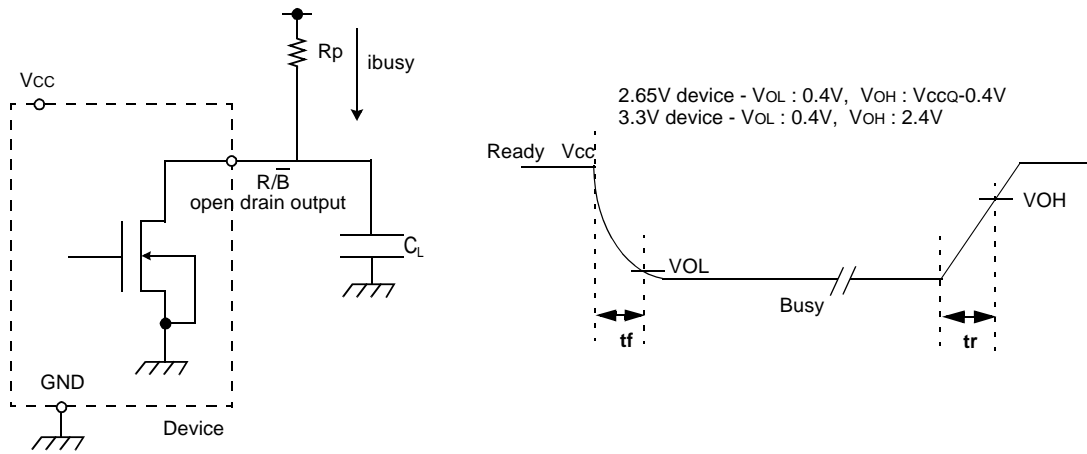 Rp
ibusy
VCC
R/B̅
open drain output
CL
GND
Device
2.65V device - VOL : 0.4V, VOH : VccQ-0.4V
3.3V device - VOL : 0.4V, VOH : 2.4V
Ready Vcc
VOH
VOL
Busy
tf
tr